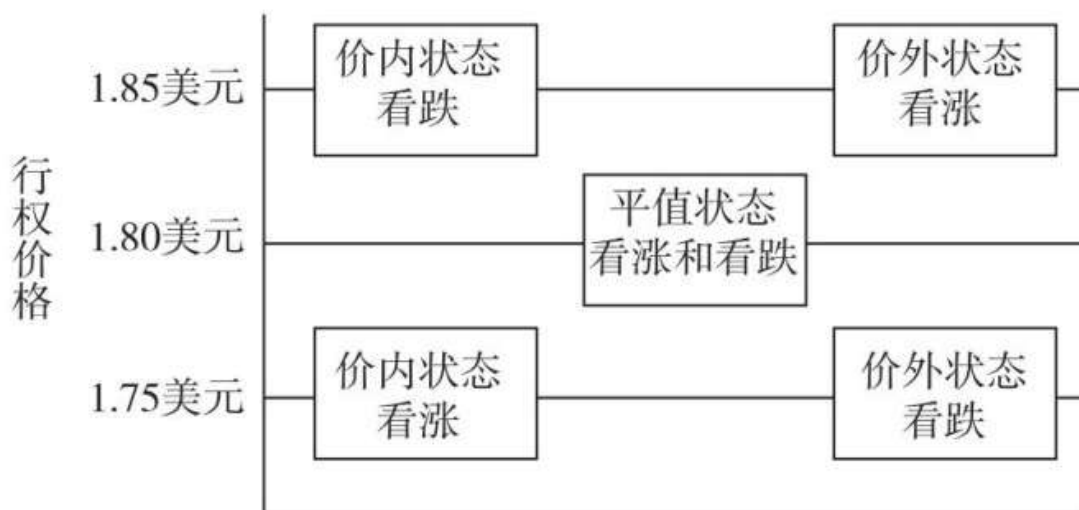 行权价格
1.85美元
价内状态
看跌
价外状态
看涨
1.80美元
平值状态
看涨和看跌
1.75美元
价内状态
看涨
价外状态
看跌